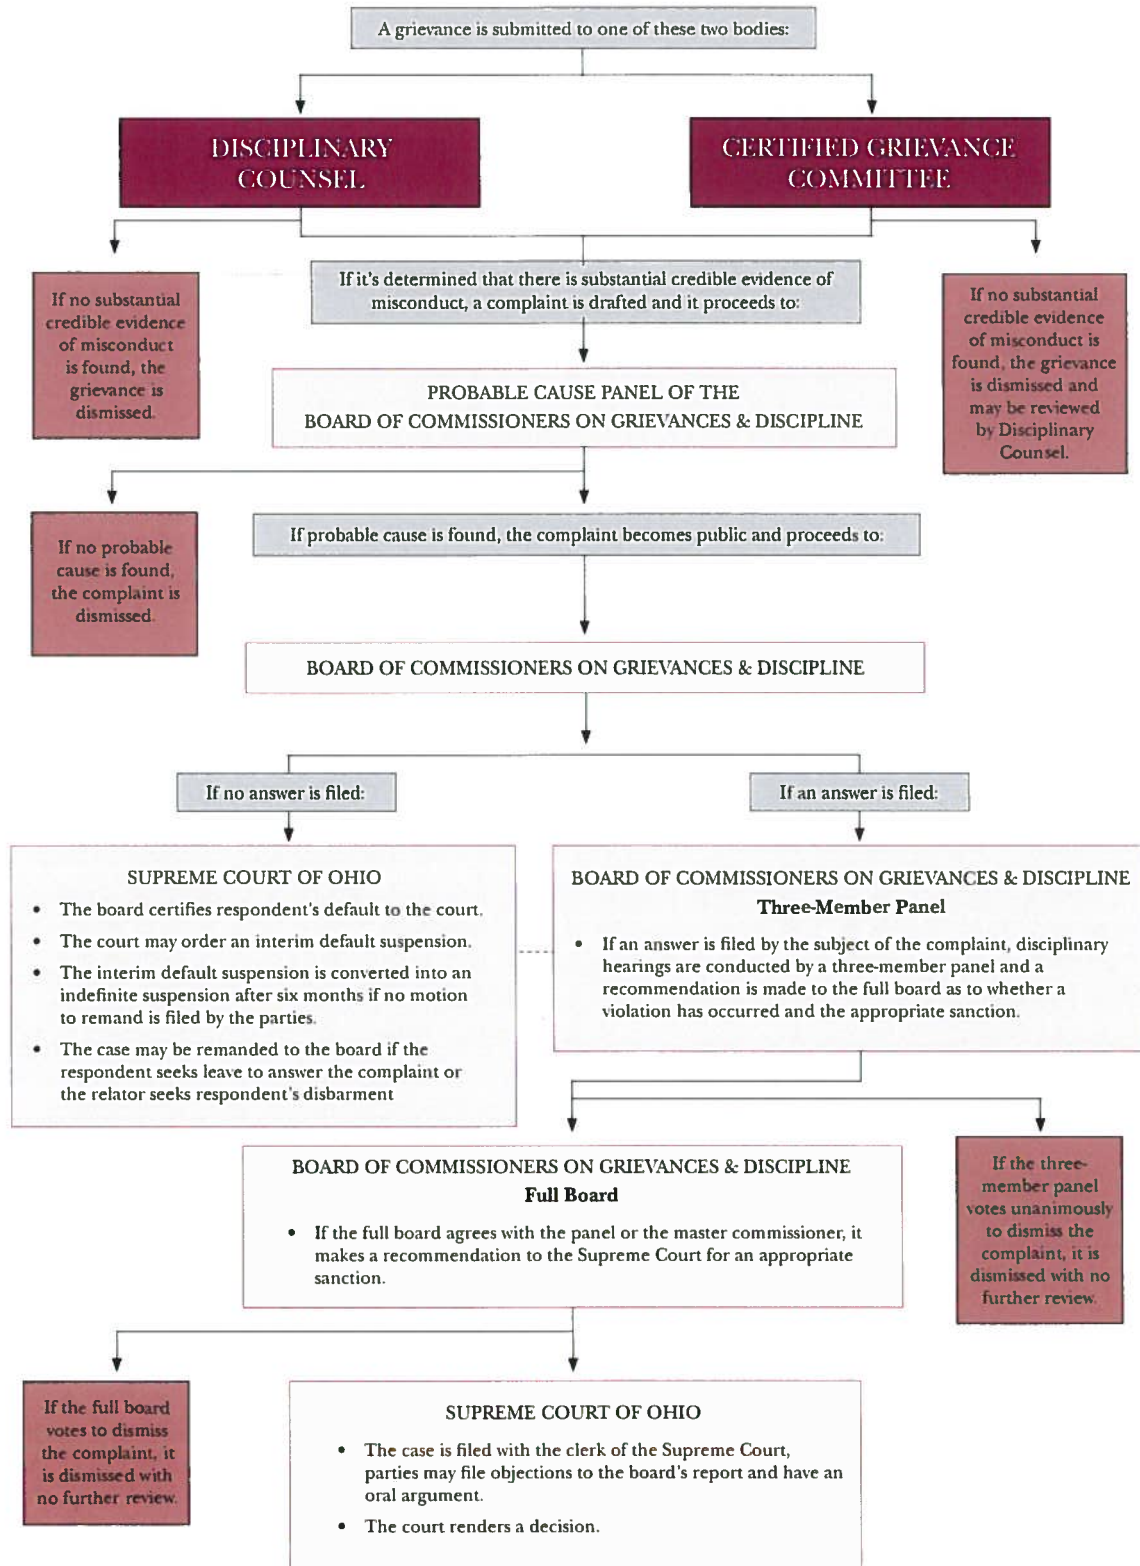 A grievance is submitted to one of these two bodies:
DISCIPLINARY
COUNSEL
CERTIFIED GRIEVANCE
COMMITTEE
If no substantial
credible evidence
of misconduct
is found, the
grievance is
dismissed.
If it's determined that there is substantial credible evidence of
misconduct, a complaint is drafted and it proceeds to:
If no substantial
credible evidence
of misconduct is
found, the grievance
is dismissed and
may be reviewed
by Disciplinary
Counsel.
PROBABLE CAUSE PANEL OF THE
BOARD OF COMMISSIONERS ON GRIEVANCES & DISCIPLINE
If no probable
cause is found,
the complaint is
dismissed.
If probable cause is found, the complaint becomes public and proceeds to:
BOARD OF COMMISSIONERS ON GRIEVANCES & DISCIPLINE
If no answer is filed:
If an answer is filed:
SUPREME COURT OF OHIO
• The board certifies respondent's default to the court.
• The court may order an interim default suspension.
• The interim default suspension is converted into an
indefinite suspension after six months if no motion
to remand is filed by the parties.
• The case may be remanded to the board if the
respondent seeks leave to answer the complaint or
the relator seeks respondent's disbarment
BOARD OF COMMISSIONERS ON GRIEVANCES & DISCIPLINE
Three-Member Panel
• If an answer is filed by the subject of the complaint, disciplinary
hearings are conducted by a three-member panel and a
recommendation is made to the full board as to whether a
violation has occurred and the appropriate sanction.
BOARD OF COMMISSIONERS ON GRIEVANCES & DISCIPLINE
Full Board
• If the full board agrees with the panel or the master commissioner, it
makes a recommendation to the Supreme Court for an appropriate
sanction.
If the three-
member panel
votes unanimously
to dismiss the
complaint, it is
dismissed with no
further review.
If the full board
votes to dismiss
the complaint, it
is dismissed with
no further review.
SUPREME COURT OF OHIO
• The case is filed with the clerk of the Supreme Court,
parties may file objections to the board's report and have an
oral argument.
• The court renders a decision.